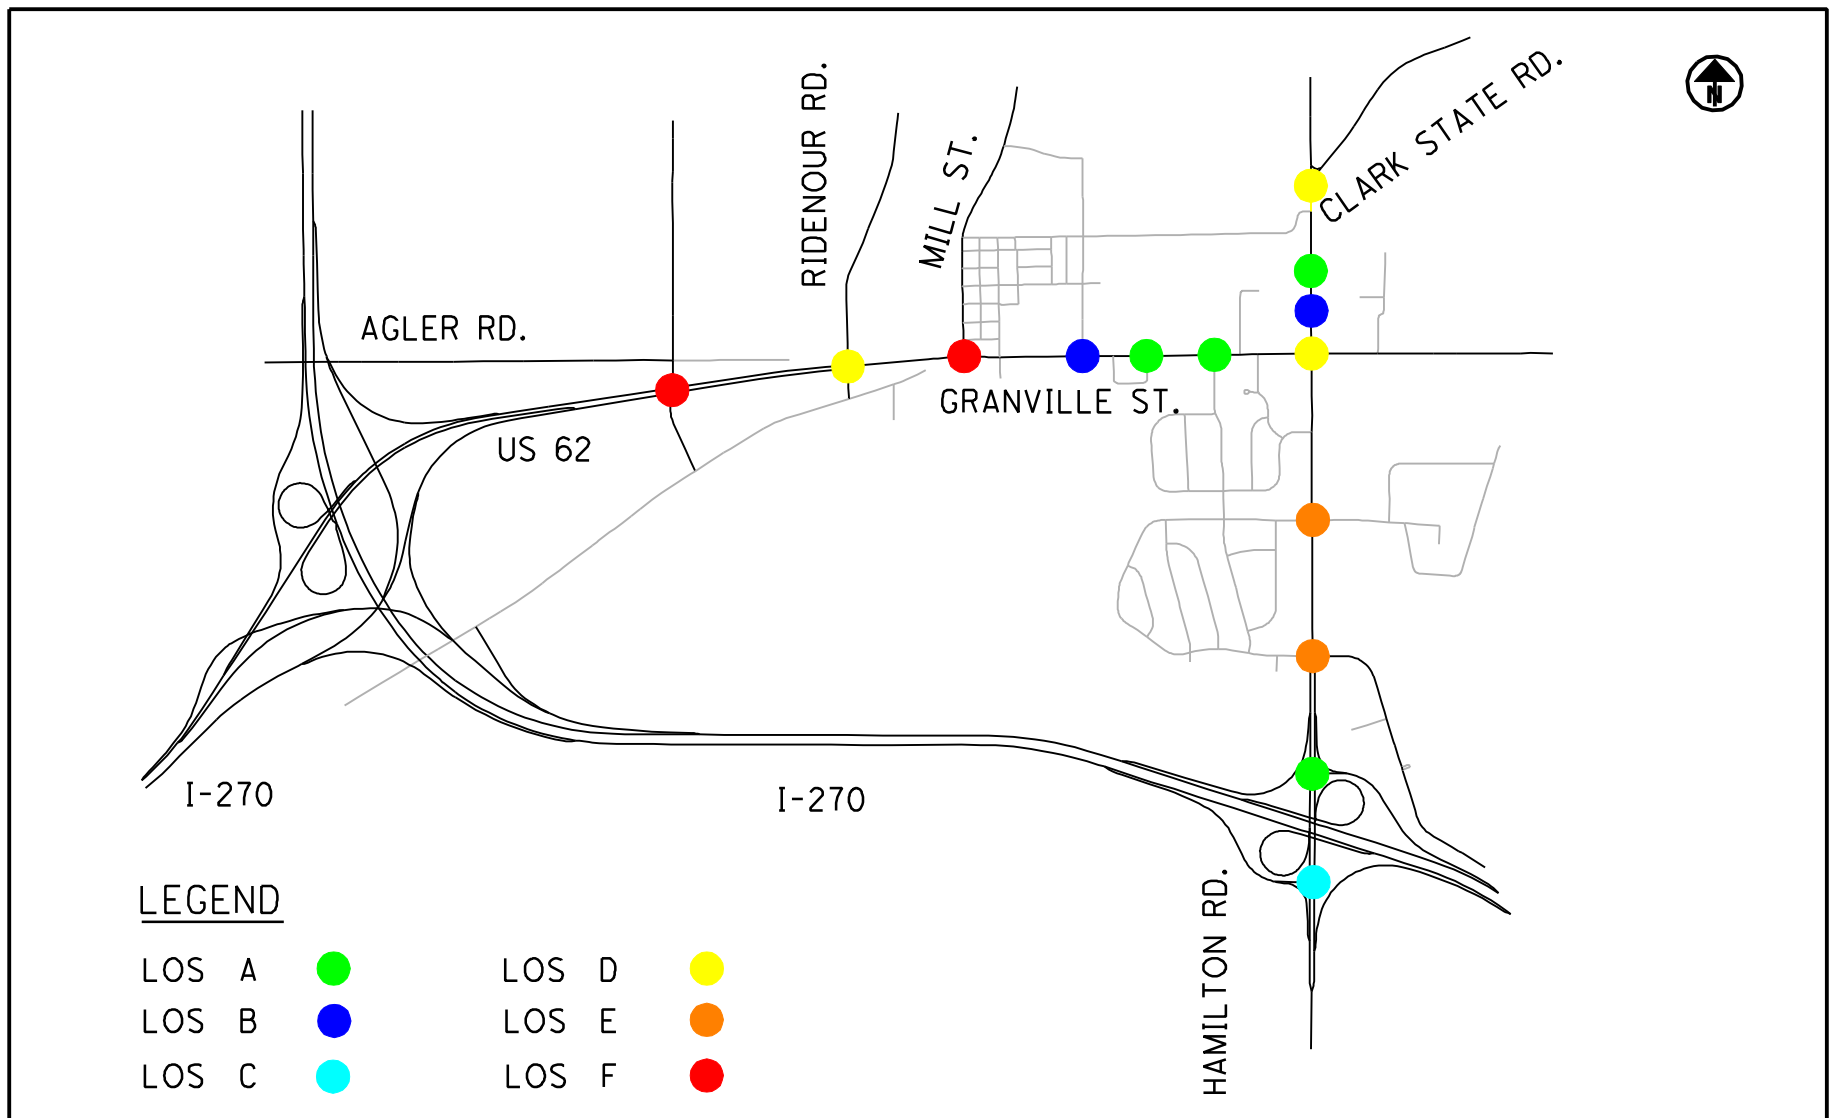 N
CLARK STATE RD.
RIDENOUR RD.
MILL ST.
AGLER RD.
GRANVILLE ST.
US 62
I-270
I-270
HAMILTON RD.
LEGEND
LOS A
LOS D
LOS B
LOS E
LOS C
LOS F